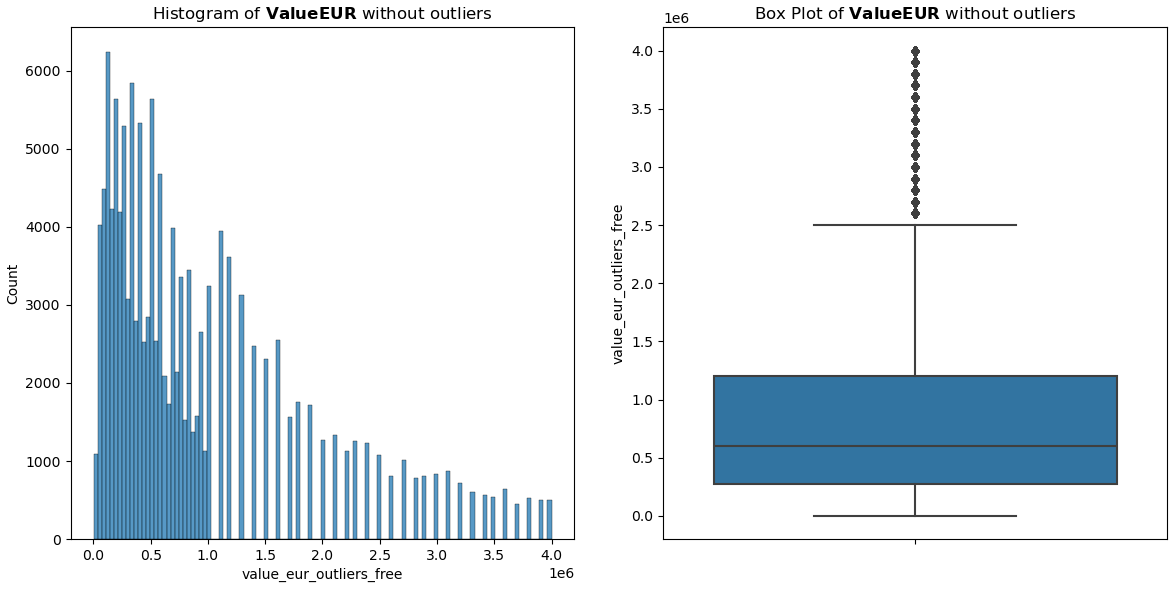 Histogram of ValueEUR without outliers
6000
5000
4000
3000
2000
1000
0
Count
0.0 0.5 1.0 1.5 2.0 2.5 3.0 3.5 4.0
1e6
value_eur_outliers_free
Box Plot of ValueEUR without outliers
1e6
4.0
3.5
3.0
2.5
2.0
1.5
1.0
0.5
0.0
value_eur_outliers_free